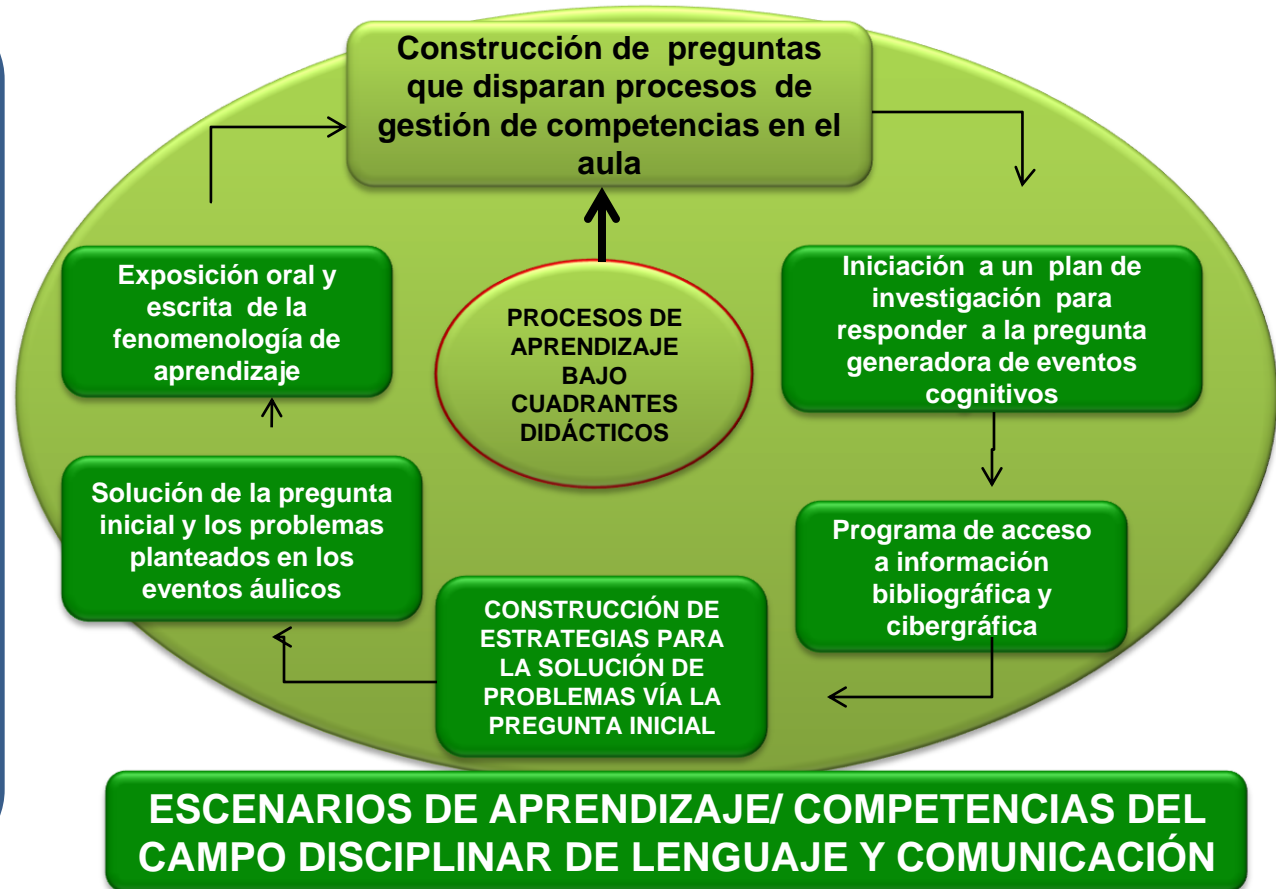 Construcción de preguntas
que disparan procesos de
gestión de competencias en el
aula
Iniciación a un plan de
investigación para
responder a la pregunta
generadora de eventos
cognitivos
Programa de acceso
a información
bibliográfica y
cibergráfica
CONSTRUCCIÓN DE
ESTRATEGIAS PARA
LA SOLUCIÓN DE
PROBLEMAS VÍA LA
PREGUNTA INICIAL
Solución de la pregunta
inicial y los problemas
planteados en los
eventos áulicos
Exposición oral y
escrita de la
fenomenología de
aprendizaje
PROCESOS DE
APRENDIZAJE
BAJO
CUADRANTES
DIDÁCTICOS
ESCENARIOS DE APRENDIZAJE/ COMPETENCIAS DEL
CAMPO DISCIPLINAR DE LENGUAJE Y COMUNICACIÓN